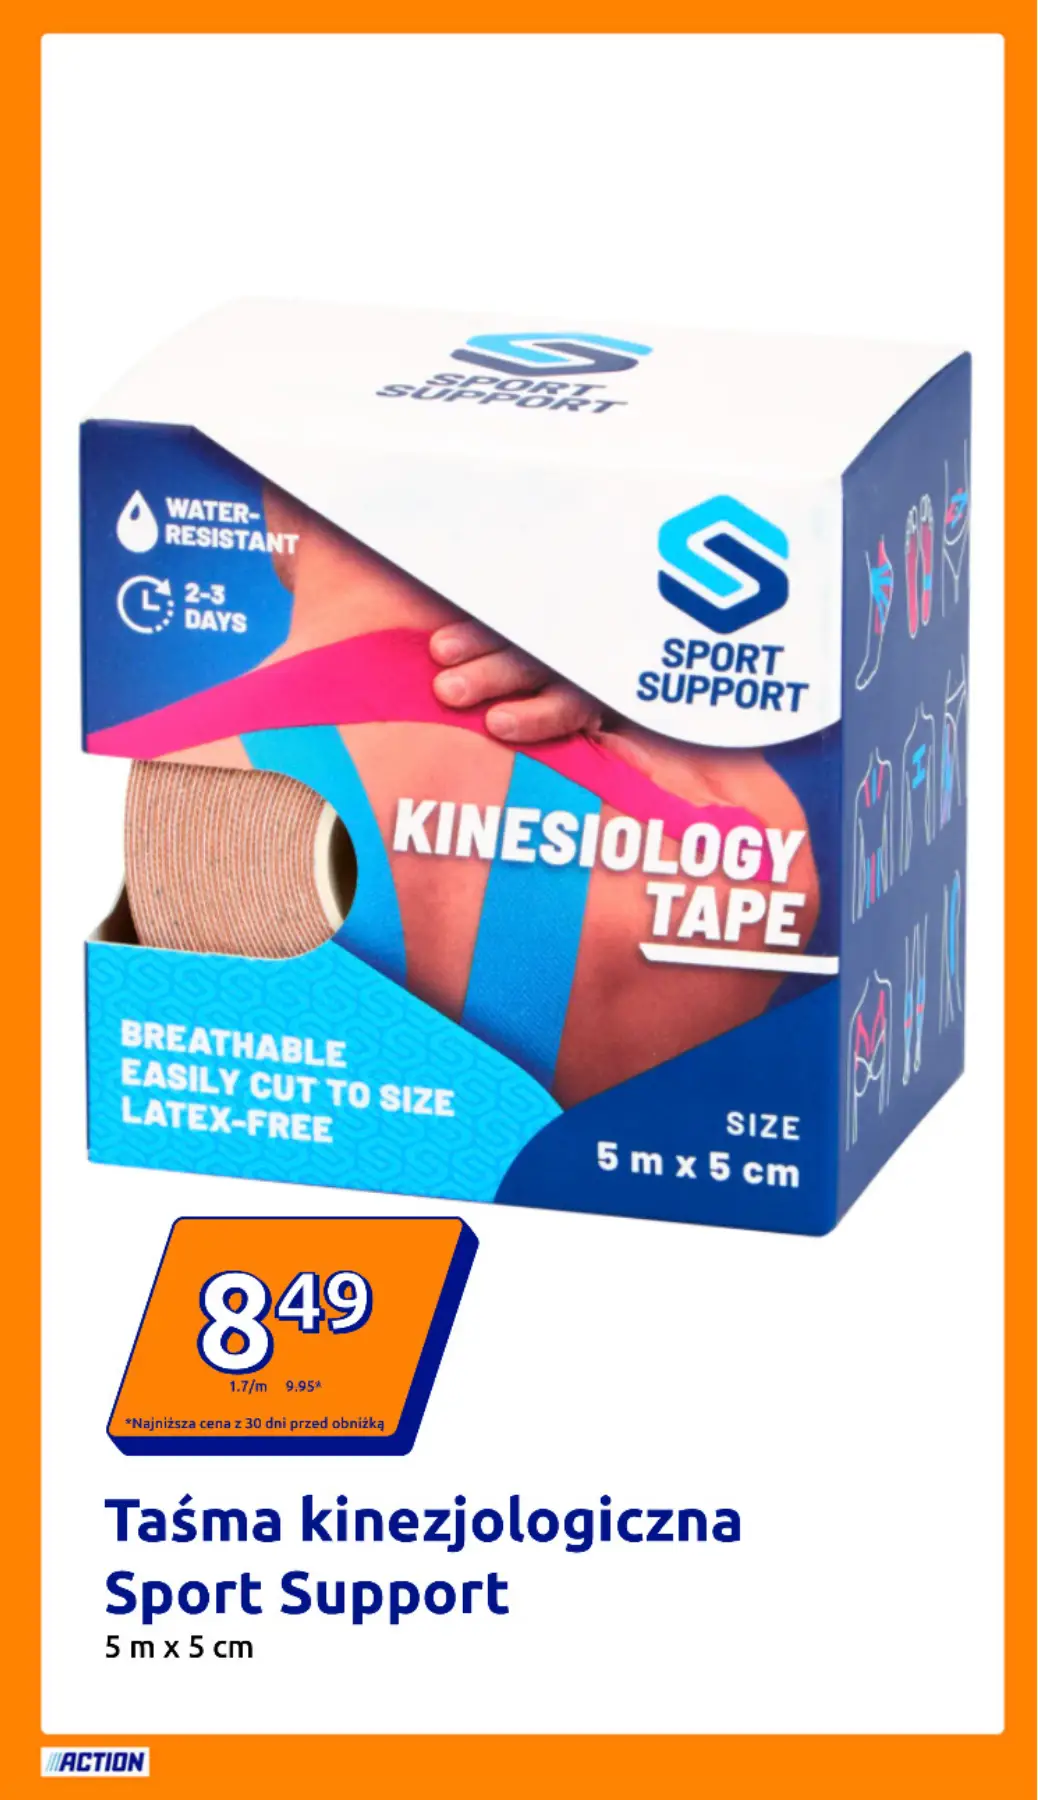 SPORT
SUPPORT
WATER-
RESISTANT
2-3
DAYS
SPORT
SUPPORT
KINESIOLOGY
TAPE
BREATHABLE
EASILY CUT TO SIZE
LATEX-FREE
SIZE
5 m x 5 cm
8 49
1.7/m 9.95*
*Najniższa cena z 30 dni przed obniżką
Taśma kinezjologiczna
Sport Support
5 m x 5 cm
ACTION